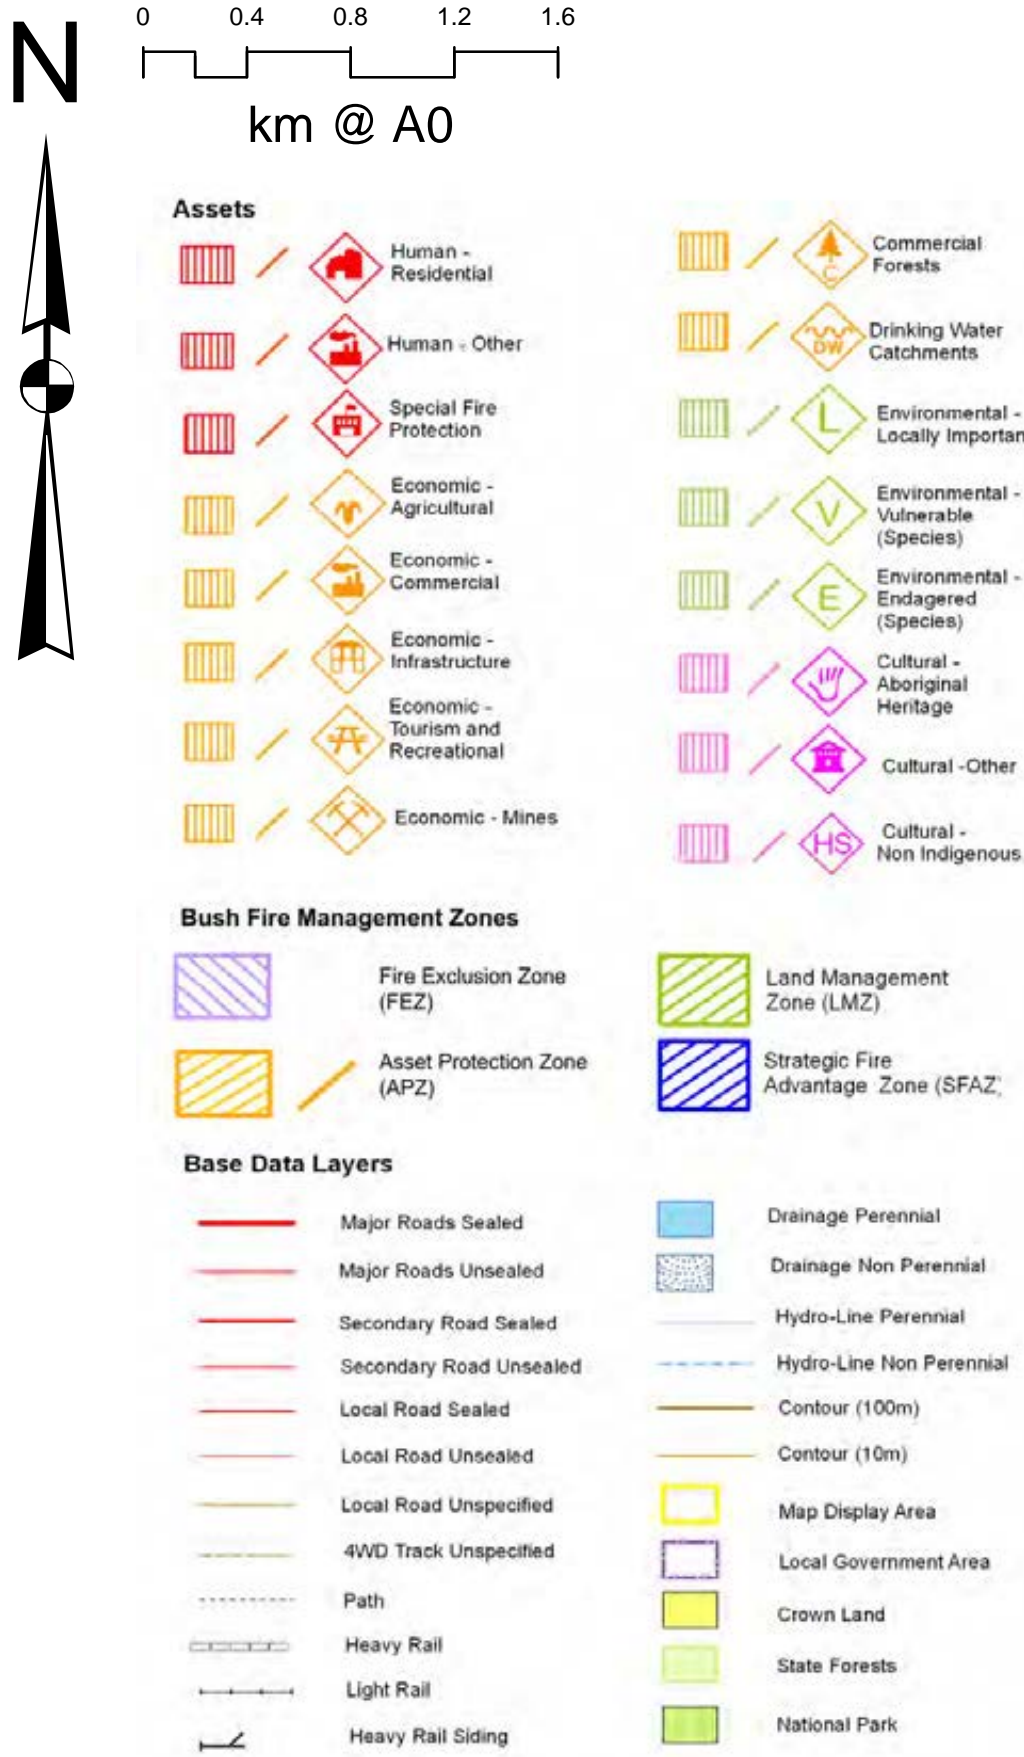 N
0 0.4 0.8 1.2 1.6
km @ A0
Assets
Human -
Residential
Human - Other
Special Fire
Protection
Economic -
Agricultural
Economic -
Commercial
Economic -
Infrastructure
Economic -
Tourism and
Recreational
Economic - Mines
C
Commercial
Forests
DW
Drinking Water
Catchments
L
Environmental -
Locally Importan
V
Environmental -
Vulnerable
(Species)
E
Environmental -
Endagered
(Species)
Cultural -
Aboriginal
Heritage
Cultural -Other
HS
Cultural -
Non Indigenous
Bush Fire Management Zones
Fire Exclusion Zone
(FEZ)
Asset Protection Zone
(APZ)
Land Management
Zone (LMZ)
Strategic Fire
Advantage Zone (SFAZ)
Base Data Layers
Major Roads Sealed
Major Roads Unsealed
Secondary Road Sealed
Secondary Road Unsealed
Local Road Sealed
Local Road Unsealed
Local Road Unspecified
4WD Track Unspecified
Path
Heavy Rail
Light Rail
Heavy Rail Siding
Drainage Perennial
Drainage Non Perennial
Hydro-Line Perennial
Hydro-Line Non Perennial
Contour (100m)
Contour (10m)
Map Display Area
Local Government Area
Crown Land
State Forests
National Park